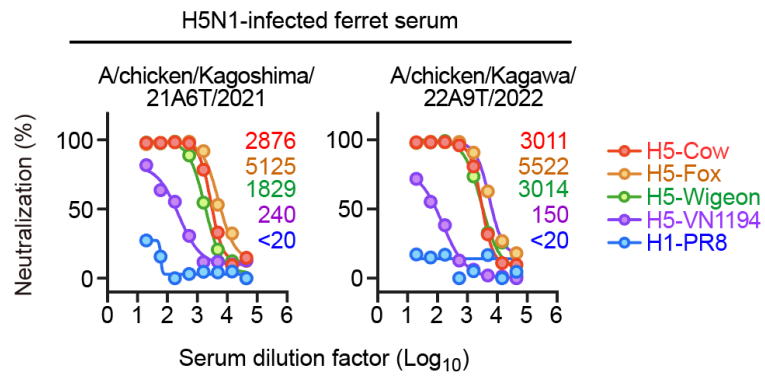 H5N1-infected ferret serum
A/chicken/Kagoshima/
21A6T/2021
A/chicken/Kagawa/
22A9T/2022
Neutralization (%)
100
50
0
2876
5125
1829
240
<20
0 1 2 3 4 5 6
100
50
0
3011
5522
3014
150
<20
0 1 2 3 4 5 6
H5-Cow
H5-Fox
H5-Wigeon
H5-VN1194
H1-PR8
Serum dilution factor (Log10)